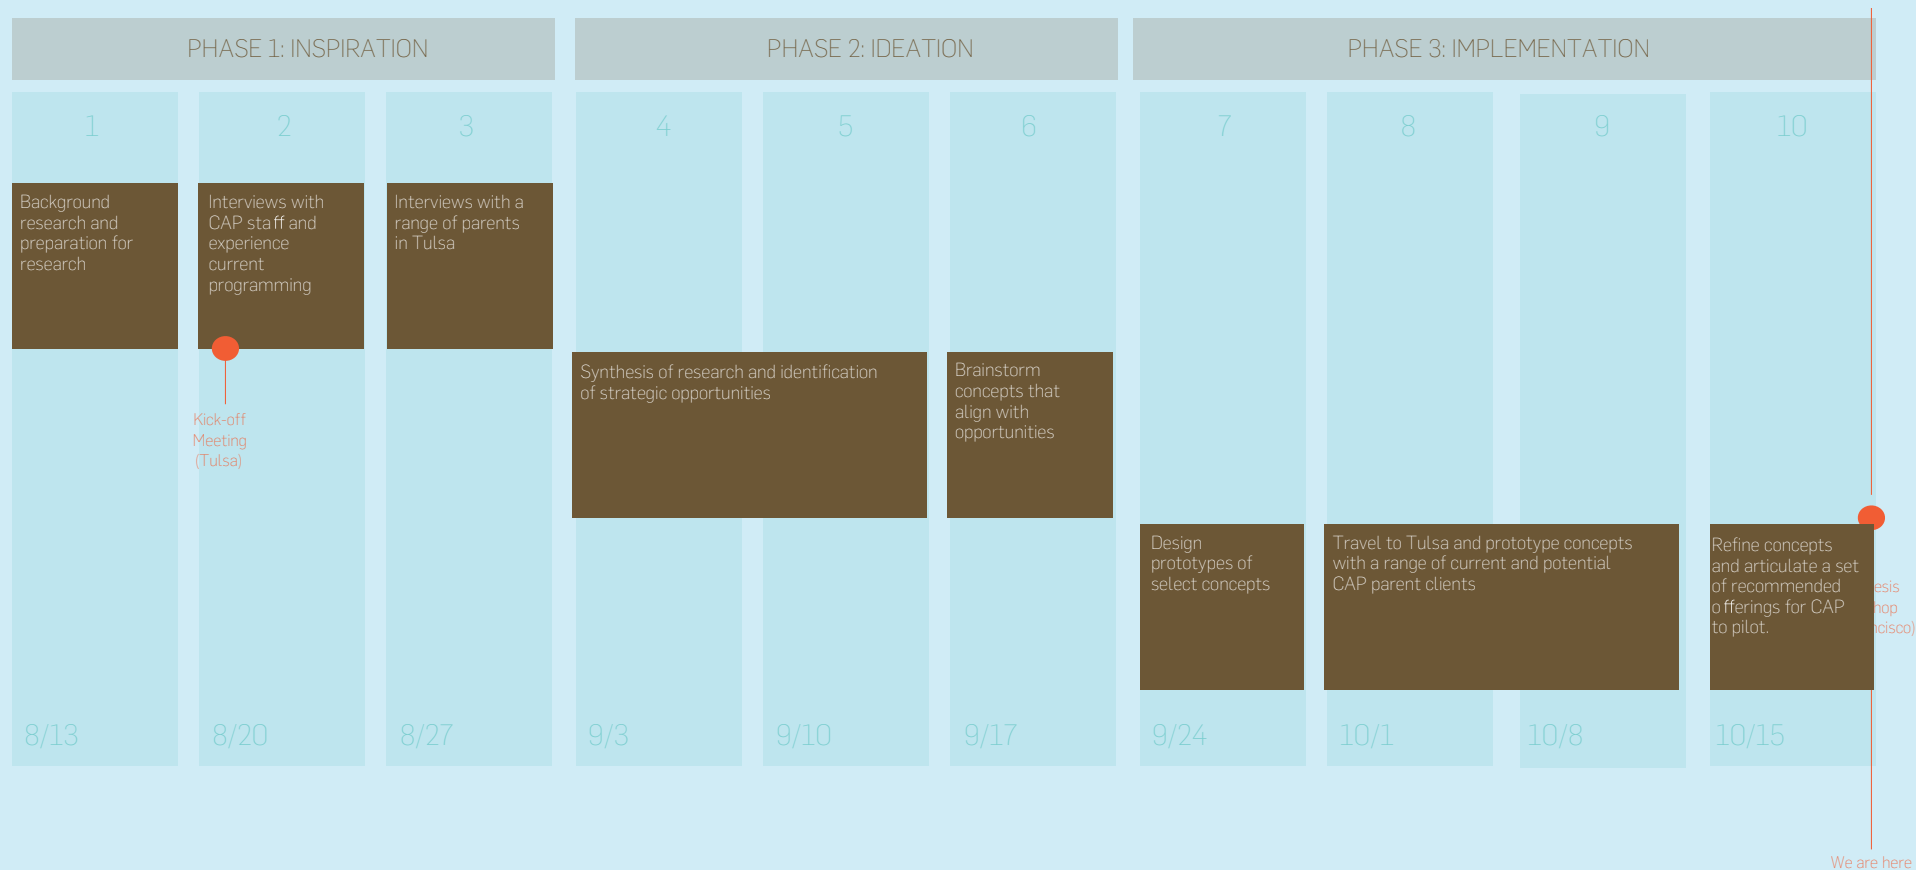 PHASE 1: INSPIRATION
PHASE 2: IDEATION
PHASE 3: IMPLEMENTATION
1
2
3
4
5
6
7
8
9
10
Background
research and
preparation for
research
Interviews with
CAP staff and
experience
current
programming
Interviews with a
range of parents
in Tulsa
Kick-off
Meeting
(Tulsa)
Synthesis of research and identification
of strategic opportunities
Brainstorm
concepts that
align with
opportunities
Design
prototypes of
select concepts
Travel to Tulsa and prototype concepts
with a range of current and potential
CAP parent clients
Refine concepts
and articulate a set
of recommended
offerings for CAP
to pilot.
esis
hop
ncisco)
8/13
8/20
8/27
9/3
9/10
9/17
9/24
10/1
10/8
10/15
We are here